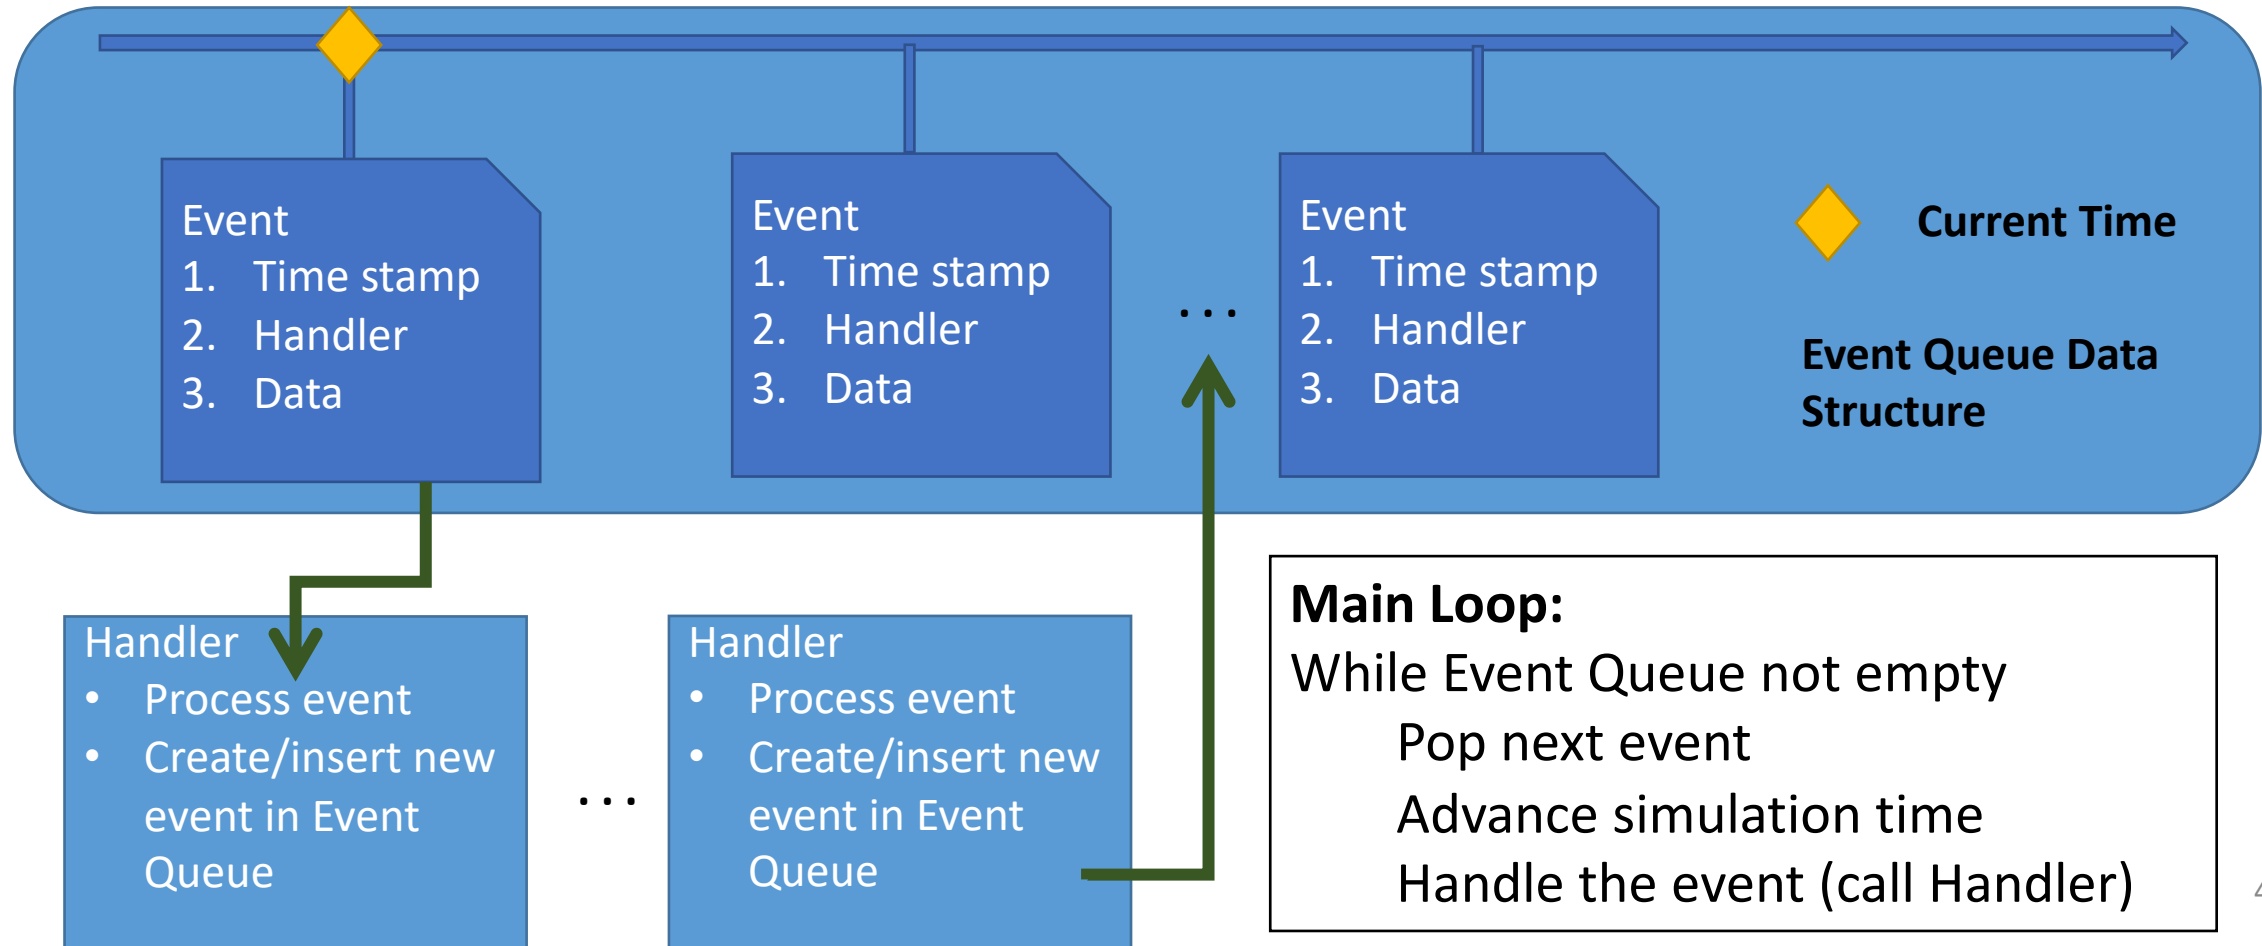 Event
1. Time stamp
2. Handler
3. Data
Event
1. Time stamp
2. Handler
3. Data
...
Event
1. Time stamp
2. Handler
3. Data
Current Time
Event Queue Data
Structure
Handler
• Process event
• Create/insert new
event in Event
Queue
...
Handler
• Process event
• Create/insert new
event in Event
Queue
Main Loop:
While Event Queue not empty
Pop next event
Advance simulation time
Handle the event (call Handler)